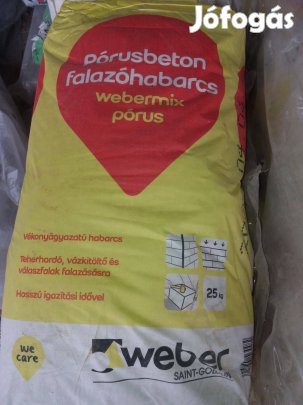 Jófogás
pórusbeton
falazóhabarcs
webermix
pórus
Vékonyágyazatú habarcs
Teherhordó, vázkitöltő és
válaszfalak falazására
Hosszú igazítási idővel
25 kg
we
care
weber
SAINT-GOBAIN